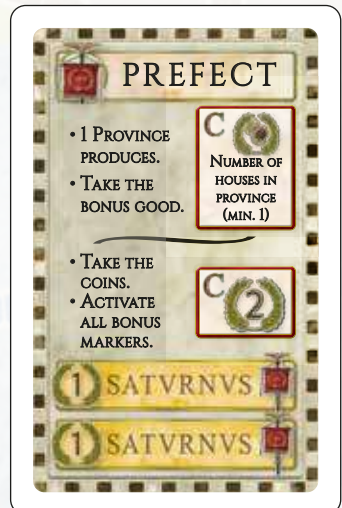 PREFECT
• 1 PROVINCE
PRODUCES.
• TAKE THE
BONUS GOOD.
C
NUMBER OF
HOUSES IN
PROVINCE
(MIN. 1)
• TAKE THE
COINS.
• ACTIVATE
ALL BONUS
MARKERS.
C 2
1 SATVRNVS
1 SATVRNVS